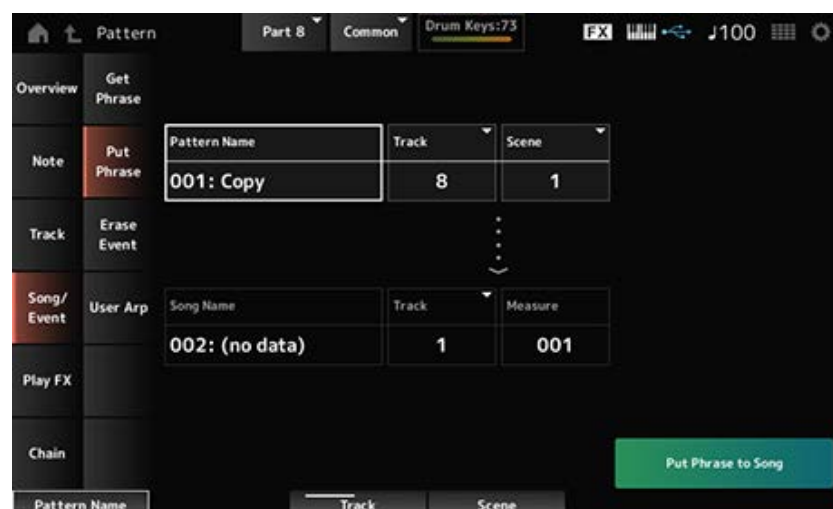 Pattern
Part 8
Common
Drum Keys:73
FX
♩100
Overview
Get
Phrase
Note
Put
Phrase
Pattern Name
Track
Scene
001: Copy
8
1
Track
Erase
Event
Song/
Event
User Arp
Song Name
Track
Measure
002: (no data)
1
001
Play FX
Chain
Put Phrase to Song
Pattern Name
Track
Scene